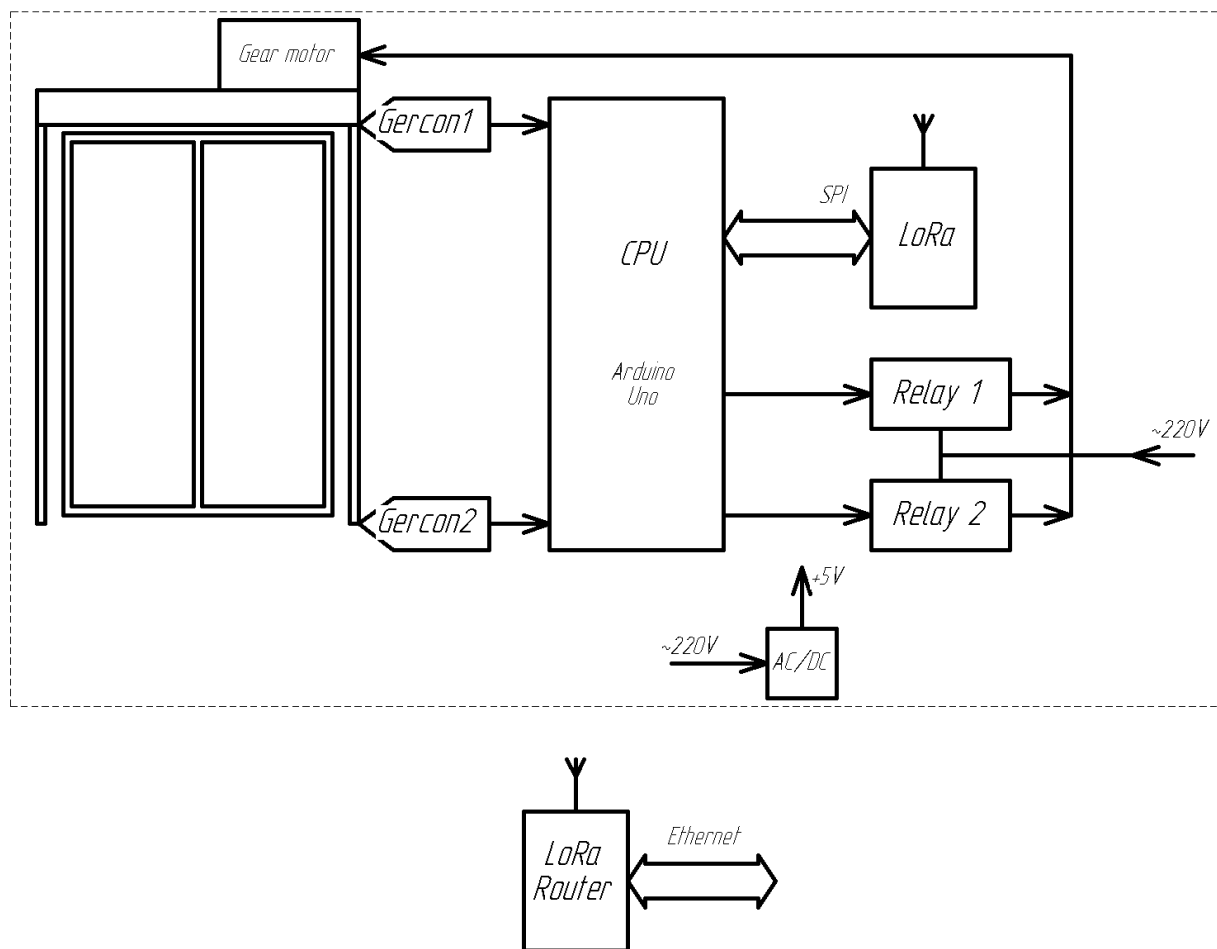 Gear motor
Gercon1
SPI
LoRa
CPU
Arduino
Uno
Relay 1
~220V
Gercon2
Relay 2
+5V
~220V
AC/DC
Ethernet
LoRa
Router